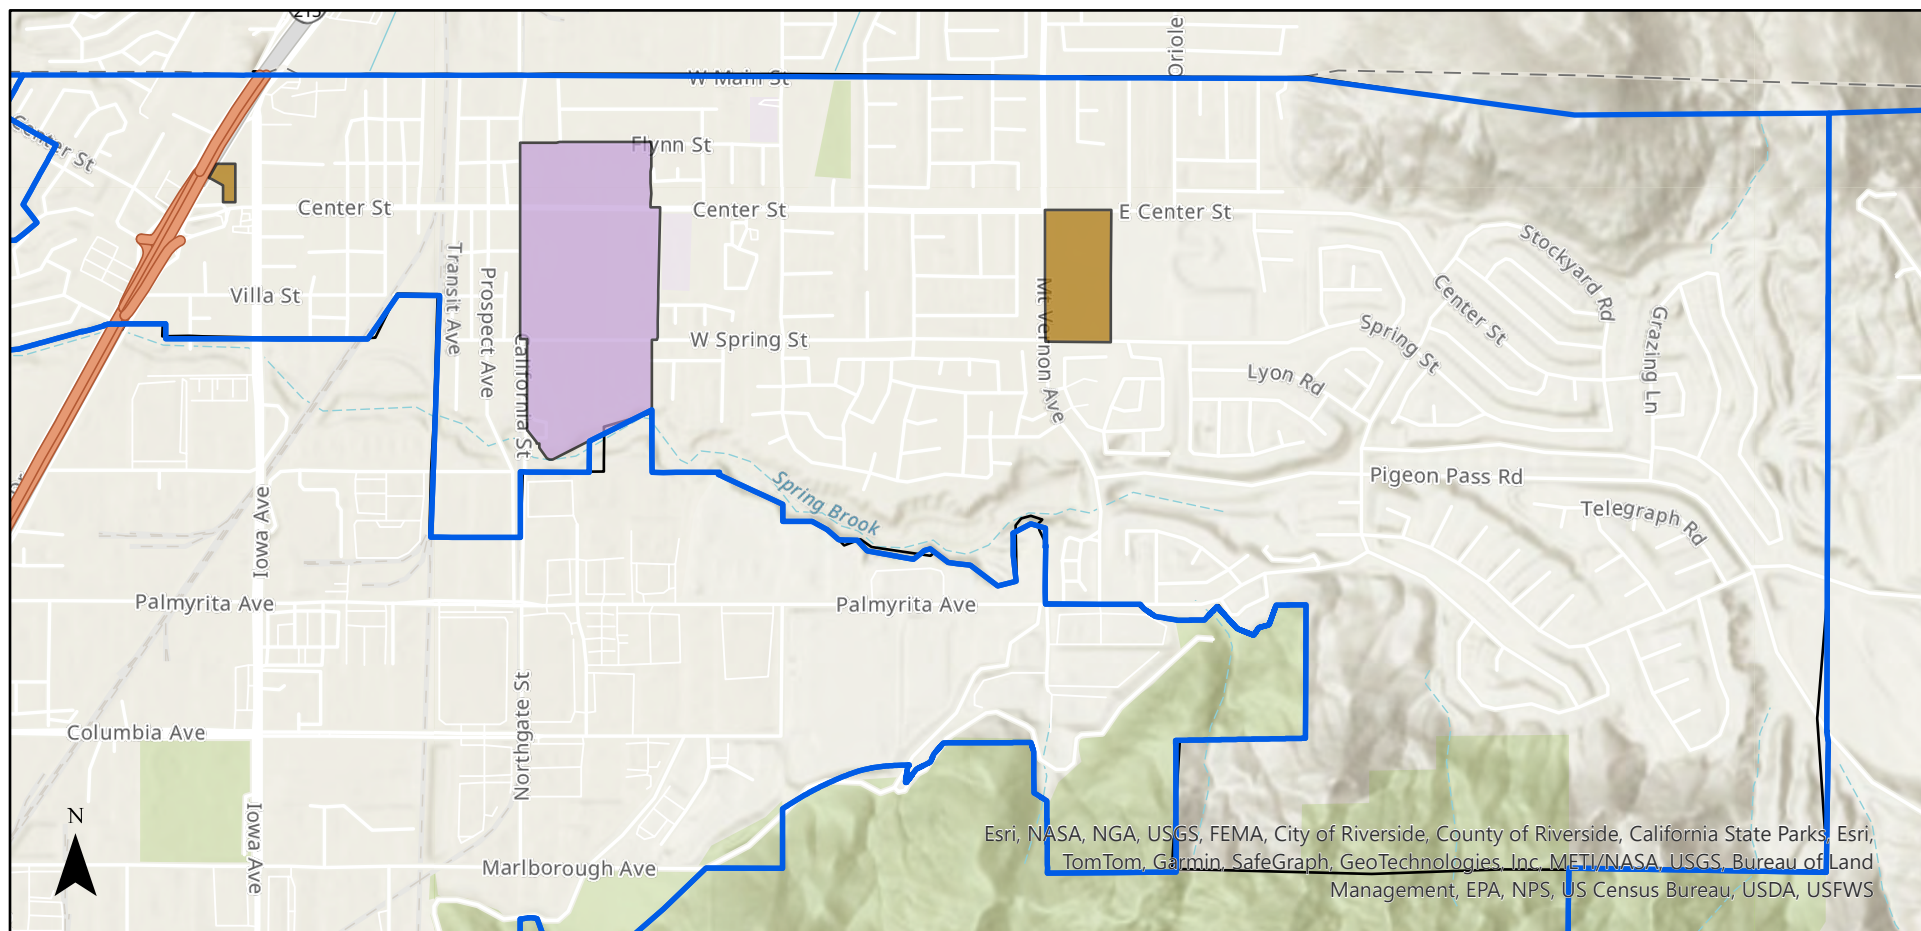 215
Oriole
W Main St
Center St
Flynn St
Center St
Center St
E Center St
Stockyard Rd
Transit Ave
Prospect Ave
Villa St
Mt Vernon Ave
Center St
Grazing Ln
California St
W Spring St
Spring St
Lyon Rd
Pigeon Pass Rd
Spring Brook
Telegraph Rd
Iowa Ave
Palmyrita Ave
Palmyrita Ave
Northgate St
Columbia Ave
N
Iowa Ave
Marlborough Ave
Esri, NASA, NGA, USGS, FEMA, City of Riverside, County of Riverside, California State Parks, Esri,
TomTom, Garmin, SafeGraph, GeoTechnologies, Inc, METI/NASA, USGS, Bureau of Land
Management, EPA, NPS, US Census Bureau, USDA, USFWS